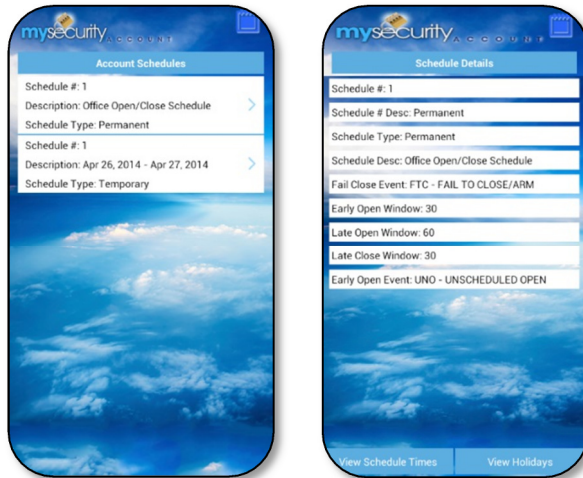 mysecurity
ACCOUNT
Account Schedules
Schedule #: 1
Description: Office Open/Close Schedule
Schedule Type: Permanent
Schedule #: 1
Description: Apr 26, 2014 - Apr 27, 2014
Schedule Type: Temporary
mysecurity
ACCOUNT
Schedule Details
Schedule #: 1
Schedule # Desc: Permanent
Schedule Type: Permanent
Schedule Desc: Office Open/Close Schedule
Fail Close Event: FTC - FAIL TO CLOSE/ARM
Early Open Window: 30
Late Open Window: 60
Late Close Window: 30
Early Open Event: UNO - UNSCHEDULED OPEN
View Schedule Times
View Holidays